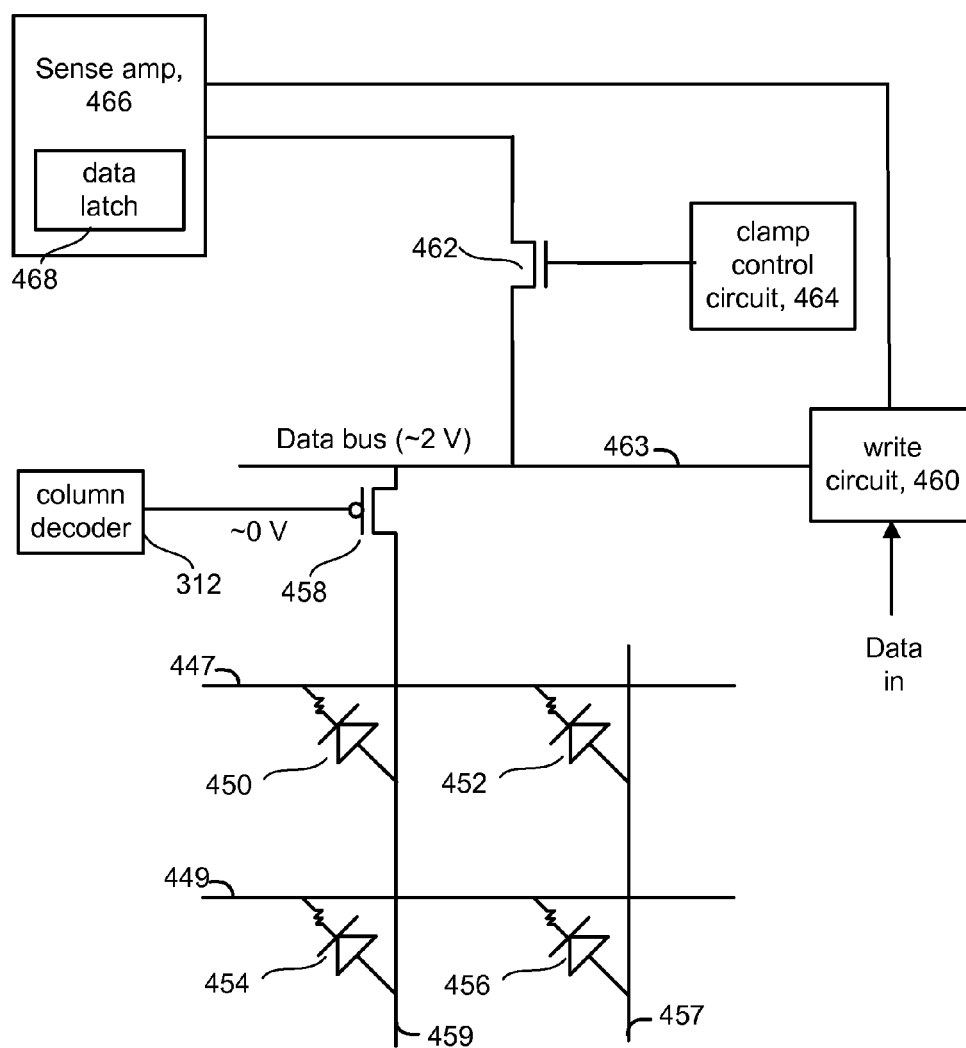 Sense amp,
466
data
latch
468
462
clamp
control
circuit, 464
Data bus (~2 V)
463
write
circuit, 460
column
decoder
~0 V
312
458
Data
in
447
450
452
449
454
456
459
457